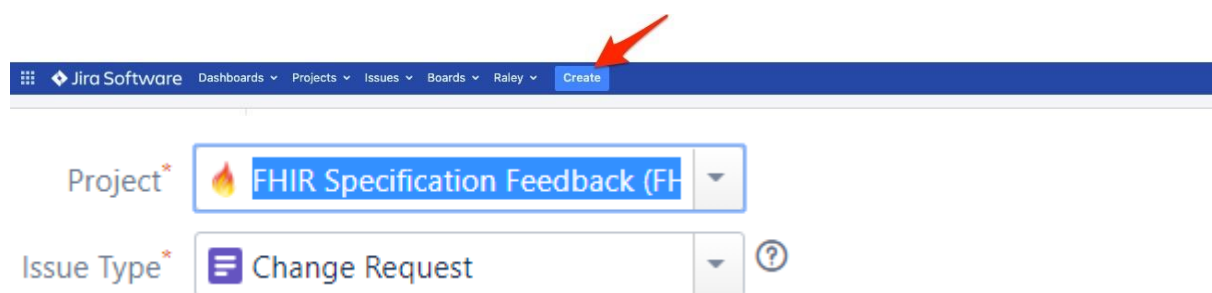 Jira Software Dashboards Projects Issues Boards Raley Create
Project* FHIR Specification Feedback (FH
Issue Type* Change Request ?